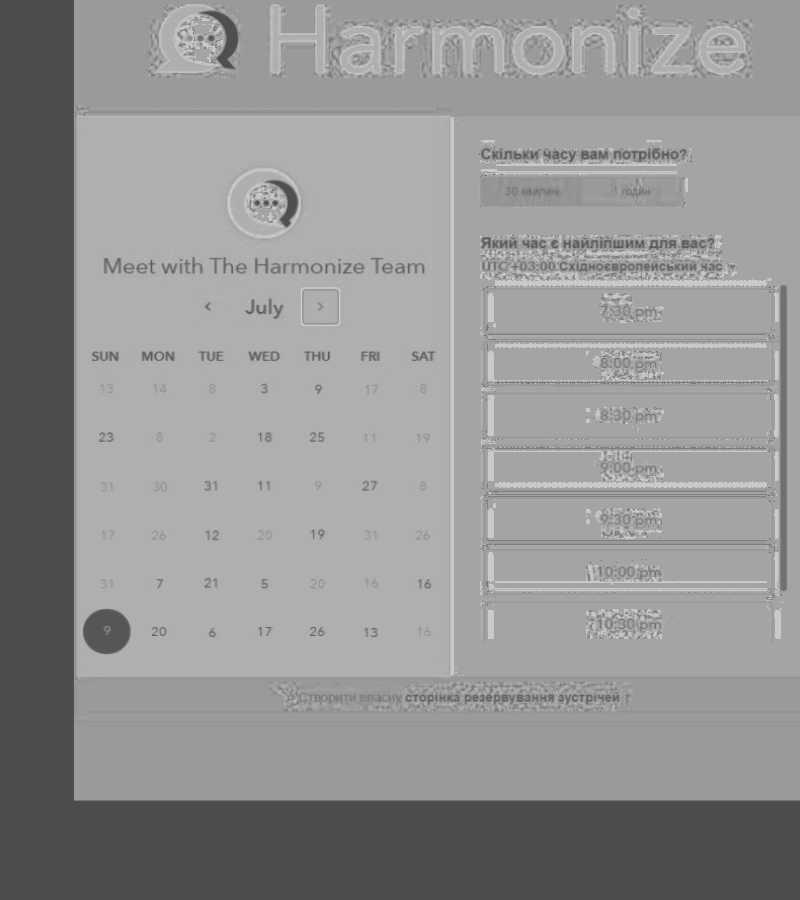 Harmonize
Meet with The Harmonize Team
July
SUN MON TUE WED THU FRI SAT
13 14 8 3 9 17 8
23 8 2 18 25 11 19
31 30 31 11 9 27 8
17 26 12 20 19 31 26
31 7 21 5 20 16 16
9 20 6 17 26 13 16
Скільки часу вам потрібно?
30 хвилин 1 годин
Який час є найліпшим для вас?
UTC +03:00 Східноєвропейський час
7:30 pm
8:00 pm
8:30 pm
9:00 pm
9:30 pm
10:00 pm
10:30 pm
Створити власну сторінка резервування зустрічей